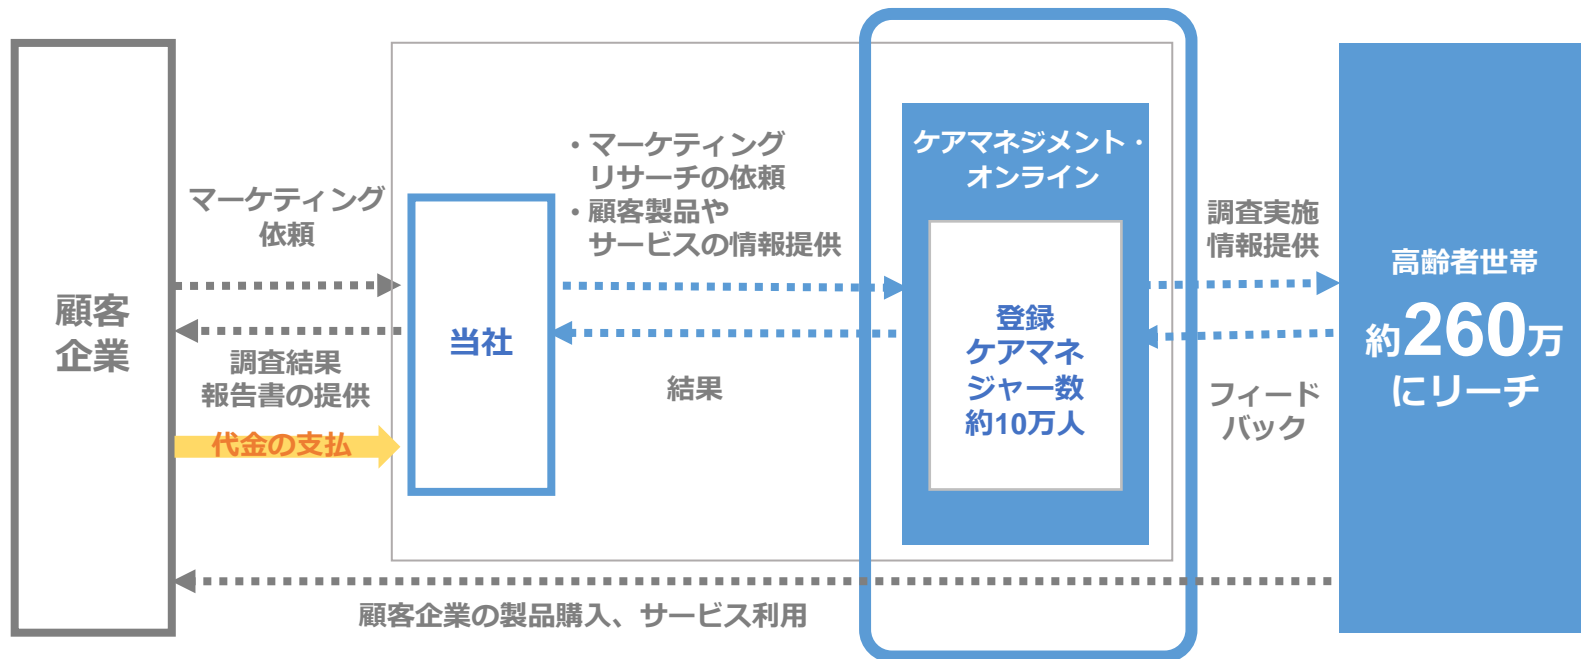 顧客
企業
マーケティング
依頼
調査結果
報告書の提供
代金の支払
当社
・マーケティング
リサーチの依頼
・顧客製品や
サービスの情報提供
結果
ケアマネジメント・
オンライン
登録
ケアマネ
ジャー数
約10万人
調査実施
情報提供
フィード
バック
高齢者世帯
約260万
にリーチ
顧客企業の製品購入、サービス利用